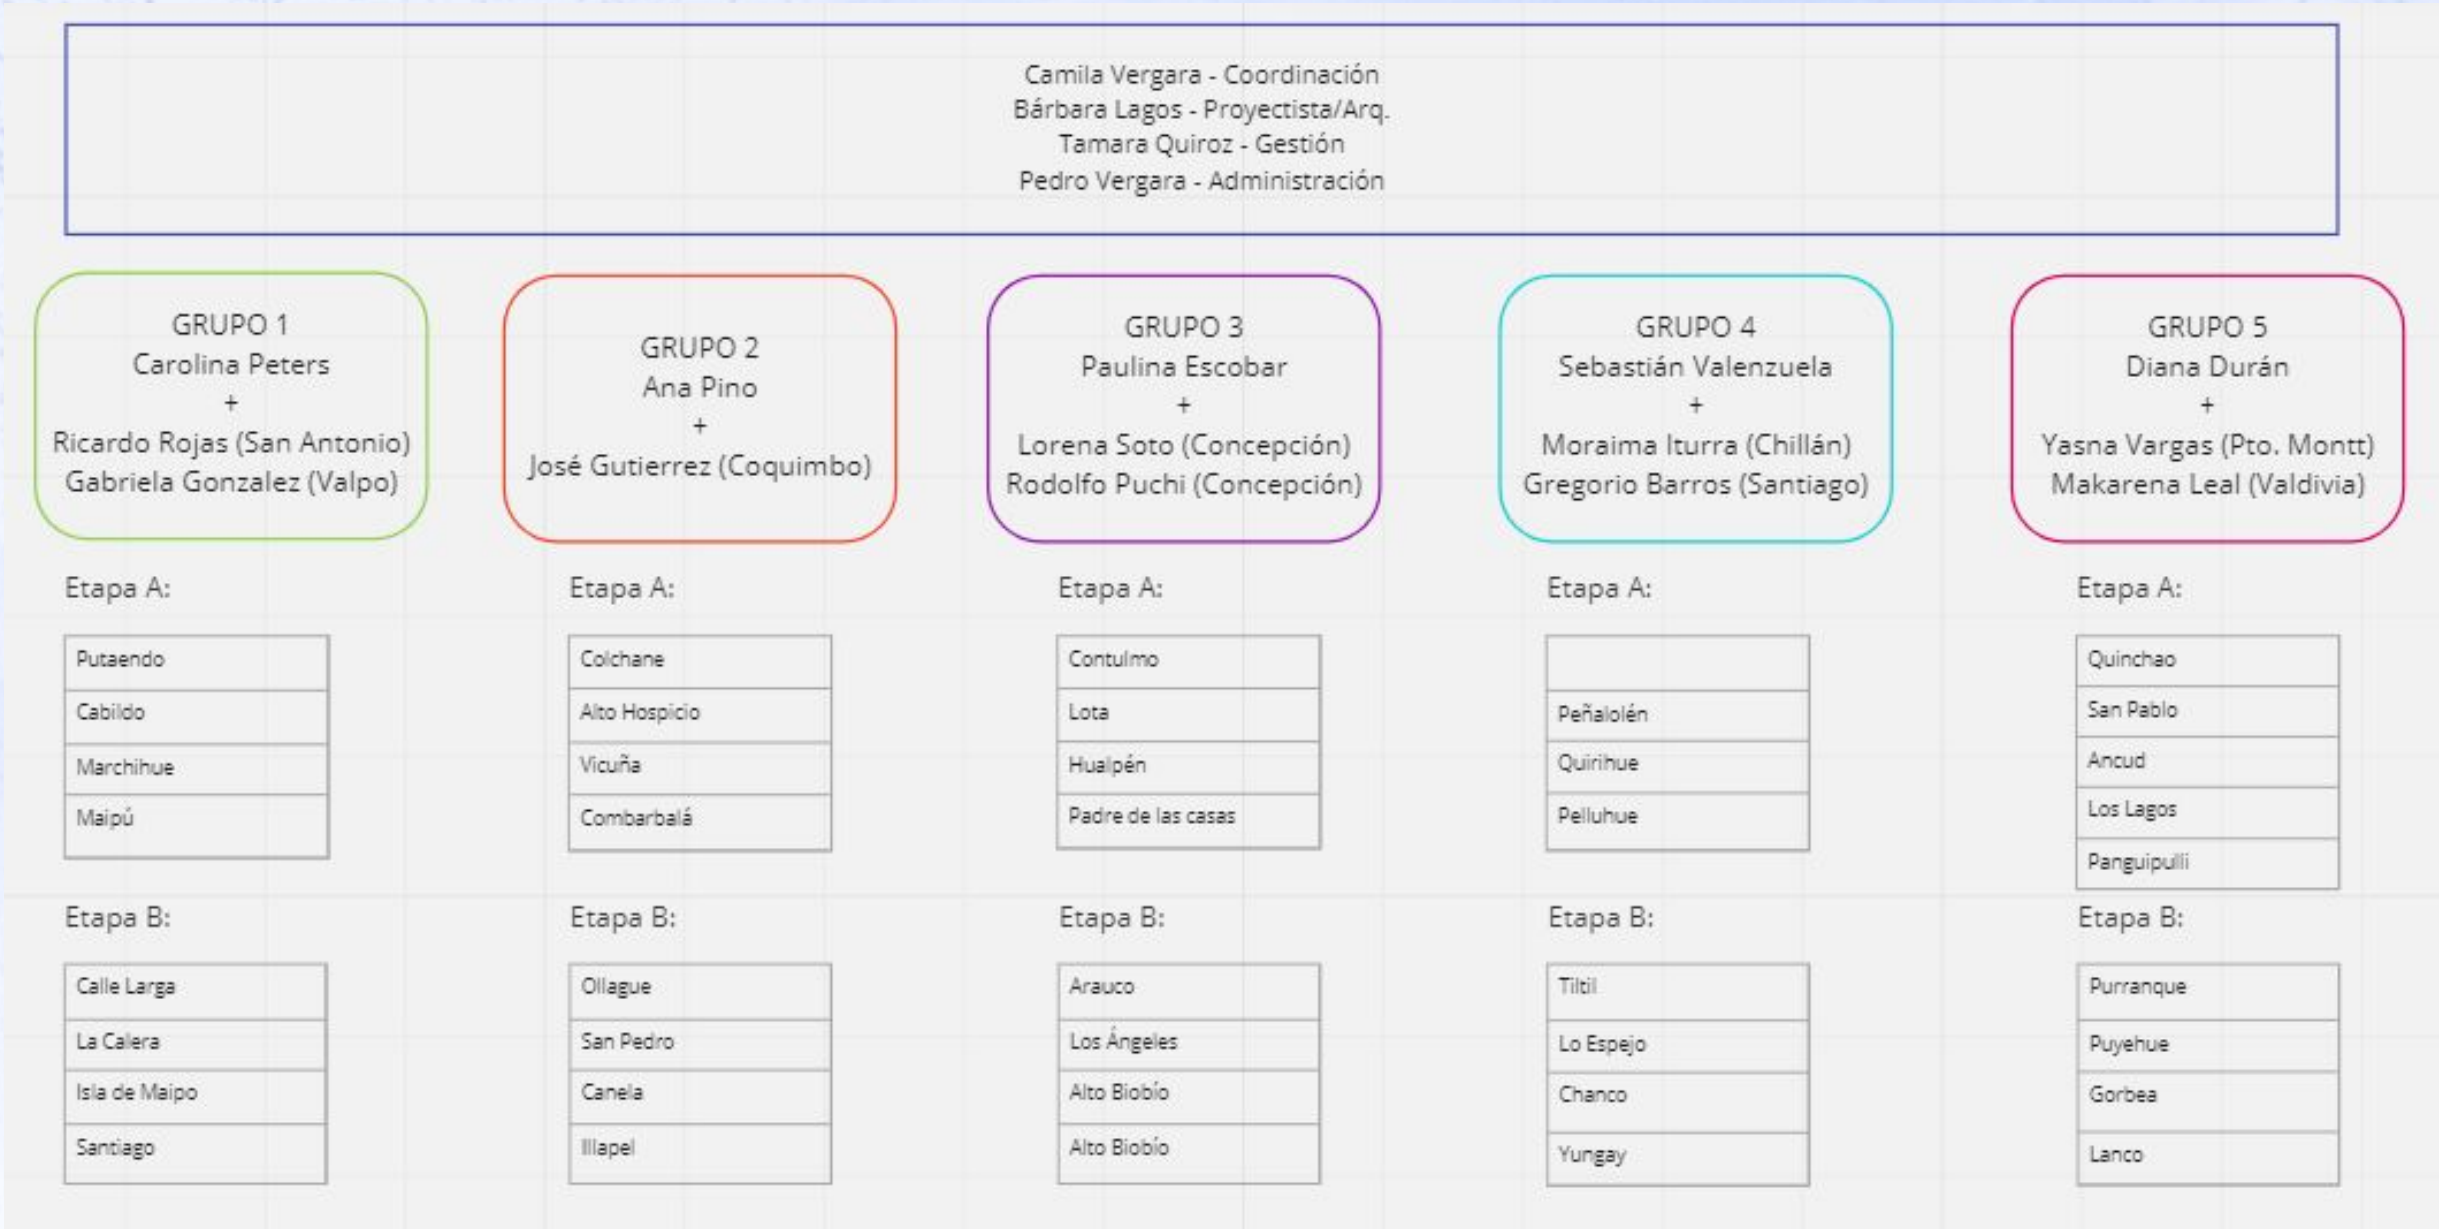 Camila Vergara - Coordinación
Bárbara Lagos - Proyectista/Arq.
Tamara Quiroz - Gestión
Pedro Vergara - Administración
GRUPO 1
Carolina Peters
+
Ricardo Rojas (San Antonio)
Gabriela Gonzalez (Valpo)
GRUPO 2
Ana Pino
+
José Gutierrez (Coquimbo)
GRUPO 3
Paulina Escobar
+
Lorena Soto (Concepción)
Rodolfo Puchi (Concepción)
GRUPO 4
Sebastián Valenzuela
+
Moraima Iturra (Chillán)
Gregorio Barros (Santiago)
GRUPO 5
Diana Durán
+
Yasna Vargas (Pto. Montt)
Makarena Leal (Valdivia)
Etapa A:
Putaendo
Cabildo
Marchihue
Maipú
Etapa A:
Colchane
Alto Hospicio
Vicuña
Combarbalá
Etapa A:
Contulmo
Lota
Hualpén
Padre de las casas
Etapa A:
Peñalolén
Quirihue
Pelluhue
Etapa A:
Quinchao
San Pablo
Ancud
Los Lagos
Panguipulli
Etapa B:
Calle Larga
La Calera
Isla de Maipo
Santiago
Etapa B:
Ollague
San Pedro
Canela
Illapel
Etapa B:
Arauco
Los Ángeles
Alto Biobío
Alto Biobío
Etapa B:
Tiltil
Lo Espejo
Chanco
Yungay
Etapa B:
Purranque
Puyehue
Gorbea
Lanco